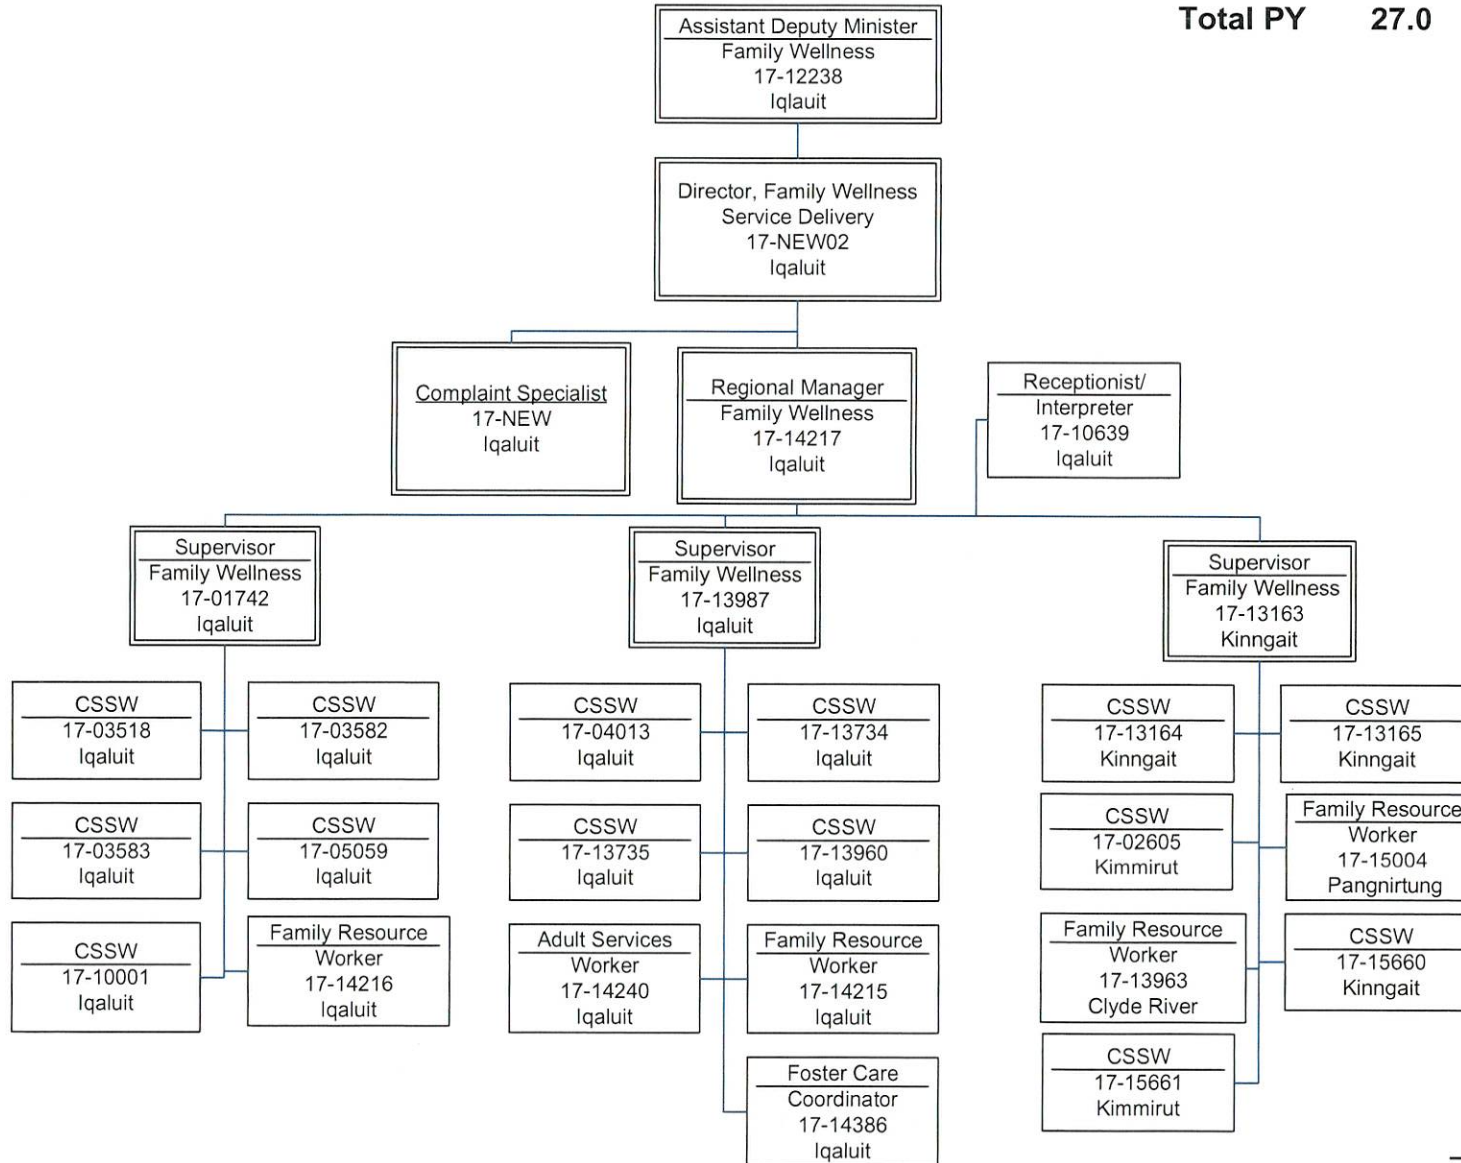 Total PY 27.0
Assistant Deputy Minister
Family Wellness
17-12238
Iqlauit
Director, Family Wellness
Service Delivery
17-NEW02
Iqaluit
Complaint Specialist
17-NEW
Iqaluit
Regional Manager
Family Wellness
17-14217
Iqaluit
Receptionist/
Interpreter
17-10639
Iqaluit
Supervisor
Family Wellness
17-01742
Iqaluit
CSSW
17-03518
Iqaluit
CSSW
17-03582
Iqaluit
CSSW
17-03583
Iqaluit
CSSW
17-05059
Iqaluit
CSSW
17-10001
Iqaluit
Family Resource
Worker
17-14216
Iqaluit
Supervisor
Family Wellness
17-13987
Iqaluit
CSSW
17-04013
Iqaluit
CSSW
17-13734
Iqaluit
CSSW
17-13735
Iqaluit
CSSW
17-13960
Iqaluit
Adult Services
Worker
17-14240
Iqaluit
Family Resource
Worker
17-14215
Iqaluit
Foster Care
Coordinator
17-14386
Iqaluit
Supervisor
Family Wellness
17-13163
Kinngait
CSSW
17-13164
Kinngait
CSSW
17-13165
Kinngait
CSSW
17-02605
Kimmirut
Family Resource
Worker
17-15004
Pangnirtung
Family Resource
Worker
17-13963
Clyde River
CSSW
17-15660
Kinngait
CSSW
17-15661
Kimmirut